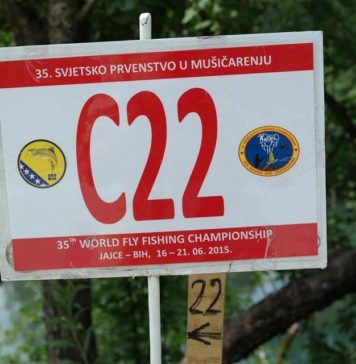 35. SVJETSKO PRVENSTVO U MUŠIČARENJU
C22
35TH WORLD FLY FISHING CHAMPIONSHIP
JAJCE – BIH, 16 – 21. 06. 2015.
22